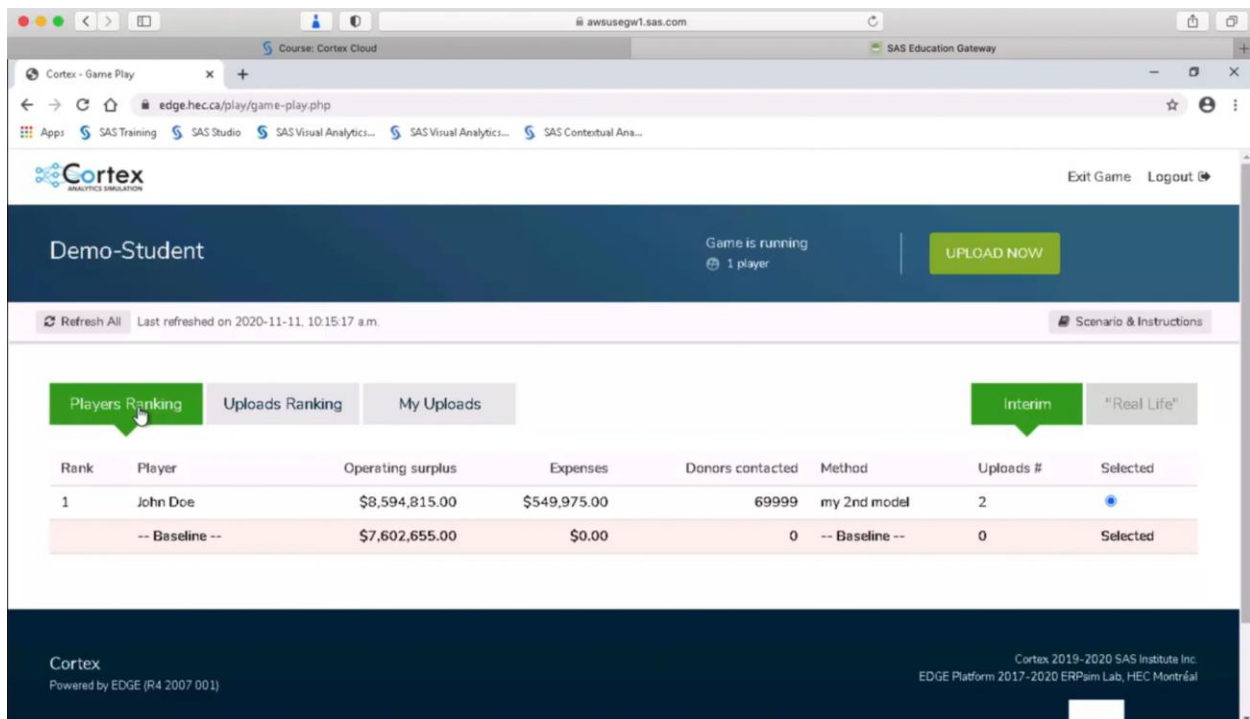 awsusegw1.sas.com
Course: Cortex Cloud
SAS Education Gateway
Cortex - Game Play
edge.hec.ca/play/game-play.php
Apps SAS Training SAS Studio SAS Visual Analytics... SAS Visual Analytics... SAS Contextual Ana...
Cortex
ANALYTICS SIMULATION
Exit Game Logout
Demo-Student
Game is running
1 player
UPLOAD NOW
Refresh All Last refreshed on 2020-11-11, 10:15:17 a.m.
Scenario & Instructions
Players Ranking Uploads Ranking My Uploads Interim "Real Life"
Rank Player Operating surplus Expenses Donors contacted Method Uploads # Selected
1 John Doe $8,594,815.00 $549,975.00 69999 my 2nd model 2
-- Baseline -- $7,602,655.00 $0.00 0 -- Baseline -- 0 Selected
Cortex
Powered by EDGE (R4 2007 001)
Cortex 2019-2020 SAS Institute Inc.
EDGE Platform 2017-2020 ERPsim Lab, HEC Montréal